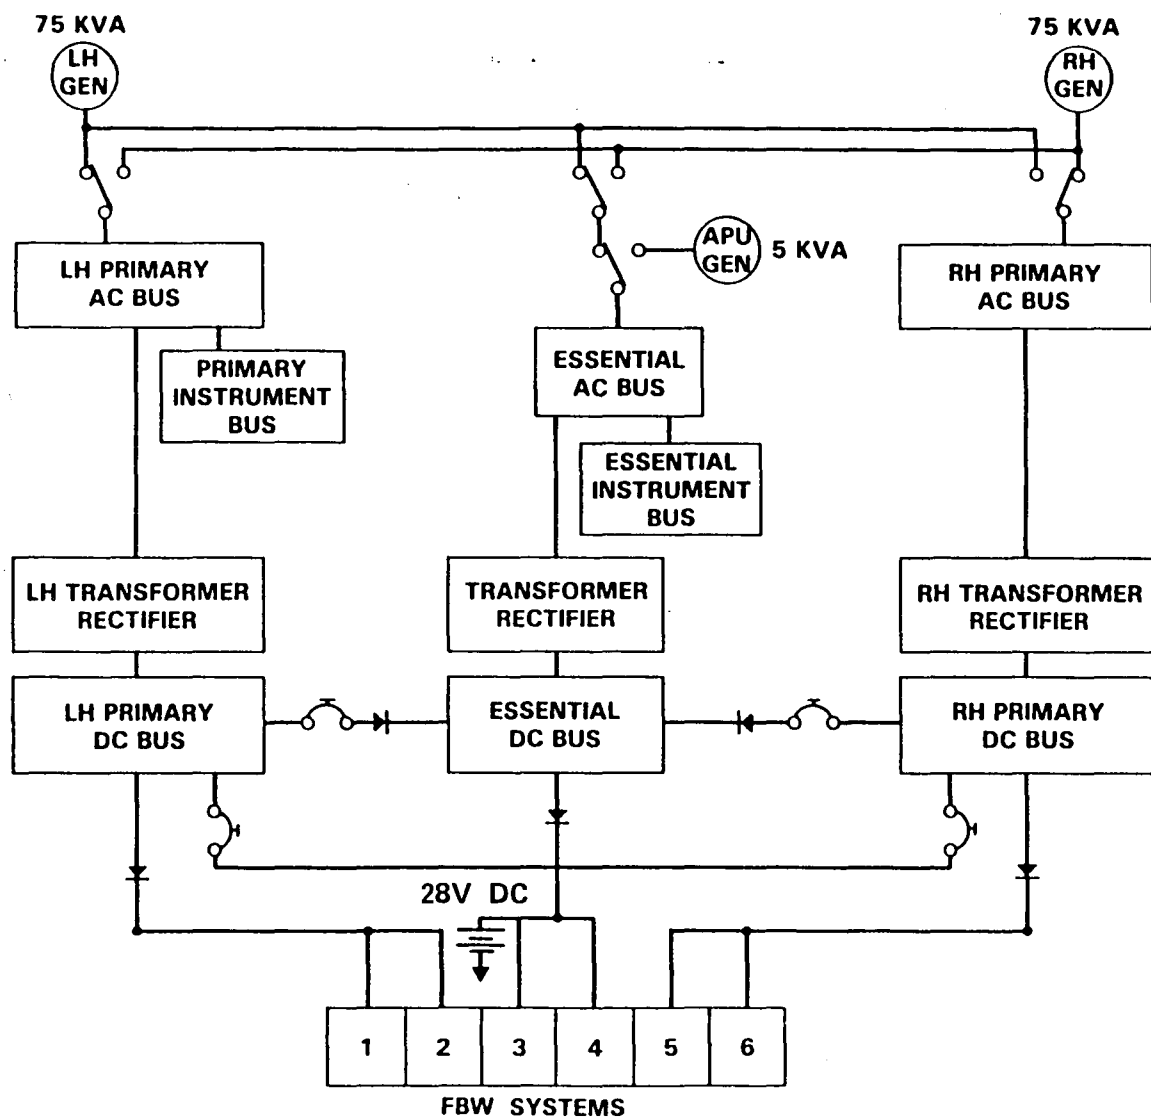 75 KVA
LH
GEN
75 KVA
RH
GEN
APU
GEN
5 KVA
LH PRIMARY
AC BUS
RH PRIMARY
AC BUS
PRIMARY
INSTRUMENT
BUS
ESSENTIAL
AC BUS
ESSENTIAL
INSTRUMENT
BUS
LH TRANSFORMER
RECTIFIER
TRANSFORMER
RECTIFIER
RH TRANSFORMER
RECTIFIER
LH PRIMARY
DC BUS
ESSENTIAL
DC BUS
RH PRIMARY
DC BUS
28V DC
1
2
3
4
5
6
FBW SYSTEMS